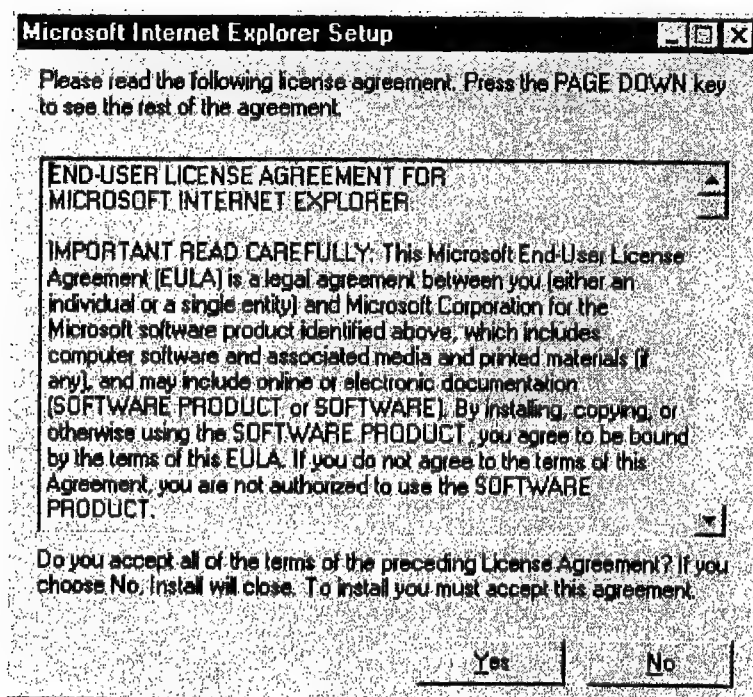 Microsoft Internet Explorer Setup
Please read the following license agreement. Press the PAGE DOWN key
to see the rest of the agreement.
END-USER LICENSE AGREEMENT FOR
MICROSOFT INTERNET EXPLORER
IMPORTANT READ CAREFULLY: This Microsoft End-User License
Agreement (EULA) is a legal agreement between you (either an
individual or a single entity) and Microsoft Corporation for the
Microsoft software product identified above, which includes
computer software and associated media and printed materials (if
any), and may include online or electronic documentation
(SOFTWARE PRODUCT or SOFTWARE). By installing, copying, or
otherwise using the SOFTWARE PRODUCT, you agree to be bound
by the terms of this EULA. If you do not agree to the terms of this
Agreement, you are not authorized to use the SOFTWARE
PRODUCT.
Do you accept all of the terms of the preceding License Agreement? If you
choose No, Install will close. To install you must accept this agreement.
Yes No